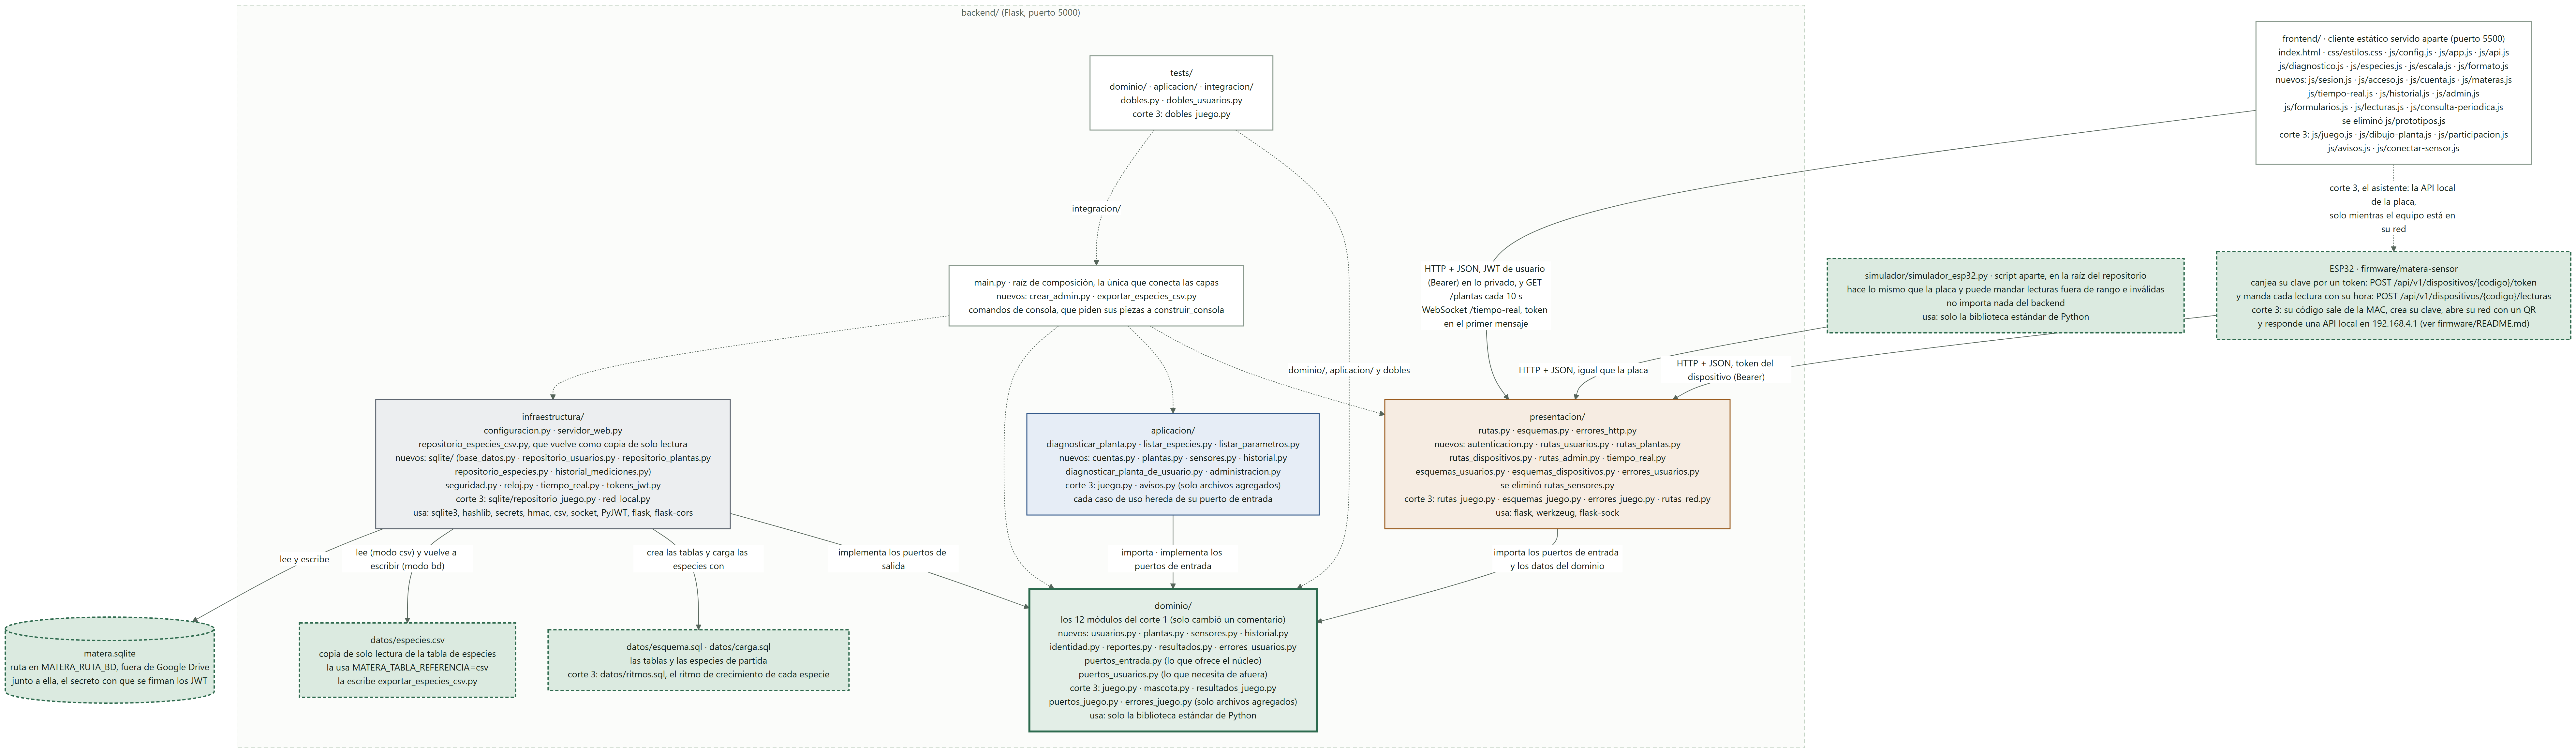 backend/ (Flask, puerto 5000)
tests/
dominio/ · aplicacion/ · integracion/
dobles.py · dobles_usuarios.py
corte 3: dobles_juego.py
frontend/ · cliente estático servido aparte (puerto 5500)
index.html · css/estilos.css · js/config.js · js/app.js · js/api.js
js/diagnostico.js · js/especies.js · js/escala.js · js/formato.js
nuevos: js/sesion.js · js/acceso.js · js/cuenta.js · js/materas.js
js/tiempo-real.js · js/historial.js · js/admin.js
js/formularios.js · js/lecturas.js · js/consulta-periodica.js
se eliminó js/prototipos.js
corte 3: js/juego.js · js/dibujo-planta.js · js/participacion.js
js/avisos.js · js/conectar-sensor.js
integracion/
corte 3, el asistente: la API local
de la placa,
solo mientras el equipo está en
su red
main.py · raíz de composición, la única que conecta las capas
nuevos: crear_admin.py · exportar_especies_csv.py
comandos de consola, que piden sus piezas a construir_consola
HTTP + JSON, JWT de usuario
(Bearer) en lo privado, y GET
/plantas cada 10 s
WebSocket /tiempo-real, token
en el primer mensaje
simulador/simulador_esp32.py · script aparte, en la raíz del repositorio
hace lo mismo que la placa y puede mandar lecturas fuera de rango e inválidas
no importa nada del backend
usa: solo la biblioteca estándar de Python
ESP32 · firmware/matera-sensor
canjea su clave por un token: POST /api/v1/dispositivos/{codigo}/token
y manda cada lectura con su hora: POST /api/v1/dispositivos/{codigo}/lecturas
corte 3: su código sale de la MAC, crea su clave, abre su red con un QR
y responde una API local en 192.168.4.1 (ver firmware/README.md)
dominio/, aplicacion/ y dobles
HTTP + JSON, igual que la placa
HTTP + JSON, token del
dispositivo (Bearer)
infraestructura/
configuracion.py · servidor_web.py
repositorio_especies_csv.py, que vuelve como copia de solo lectura
nuevos: sqlite/ (base_datos.py · repositorio_usuarios.py · repositorio_plantas.py
repositorio_especies.py · historial_mediciones.py)
seguridad.py · reloj.py · tiempo_real.py · tokens_jwt.py
corte 3: sqlite/repositorio_juego.py · red_local.py
usa: sqlite3, hashlib, secrets, hmac, csv, socket, PyJWT, flask, flask-cors
aplicacion/
diagnosticar_planta.py · listar_especies.py · listar_parametros.py
nuevos: cuentas.py · plantas.py · sensores.py · historial.py
diagnosticar_planta_de_usuario.py · administracion.py
corte 3: juego.py · avisos.py (solo archivos agregados)
cada caso de uso hereda de su puerto de entrada
presentacion/
rutas.py · esquemas.py · errores_http.py
nuevos: autenticacion.py · rutas_usuarios.py · rutas_plantas.py
rutas_dispositivos.py · rutas_admin.py · tiempo_real.py
esquemas_usuarios.py · esquemas_dispositivos.py · errores_usuarios.py
se eliminó rutas_sensores.py
corte 3: rutas_juego.py · esquemas_juego.py · errores_juego.py · rutas_red.py
usa: flask, werkzeug, flask-sock
lee y escribe
lee (modo csv) y vuelve a
escribir (modo bd)
crea las tablas y carga las
especies con
implementa los puertos de
salida
importa · implementa los
puertos de entrada
importa los puertos de entrada
y los datos del dominio
matera.sqlite
ruta en MATERA_RUTA_BD, fuera de Google Drive
junto a ella, el secreto con que se firman los JWT
datos/especies.csv
copia de solo lectura de la tabla de especies
la usa MATERA_TABLA_REFERENCIA=csv
la escribe exportar_especies_csv.py
datos/esquema.sql · datos/carga.sql
las tablas y las especies de partida
corte 3: datos/ritmos.sql, el ritmo de crecimiento de cada especie
dominio/
los 12 módulos del corte 1 (solo cambió un comentario)
nuevos: usuarios.py · plantas.py · sensores.py · historial.py
identidad.py · reportes.py · resultados.py · errores_usuarios.py
puertos_entrada.py (lo que ofrece el núcleo)
puertos_usuarios.py (lo que necesita de afuera)
corte 3: juego.py · mascota.py · resultados_juego.py
puertos_juego.py · errores_juego.py (solo archivos agregados)
usa: solo la biblioteca estándar de Python